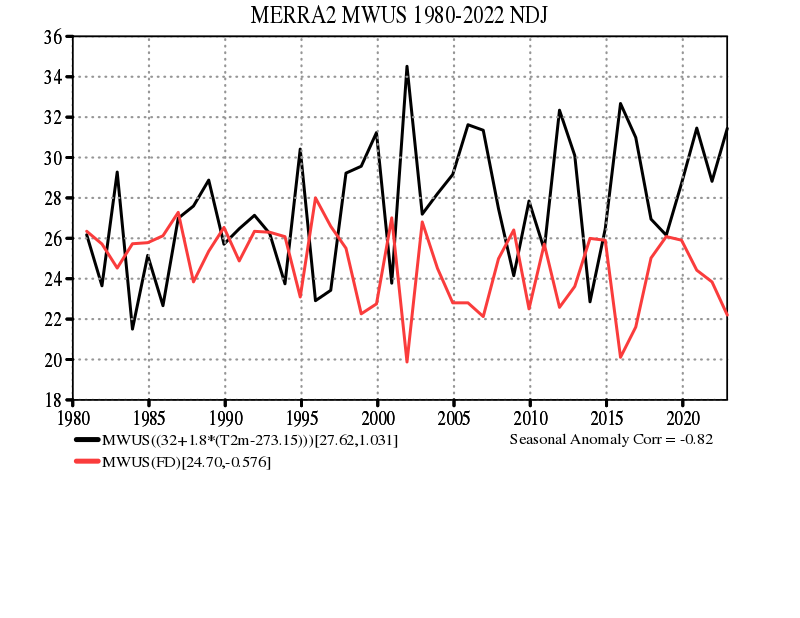 MERRA2 MWUS 1980-2022 NDJ
36
34
32
30
28
26
24
22
20
18
1980 1985 1990 1995 2000 2005 2010 2015 2020
MWUS((32+1.8*(T2m-273.15)))[27.62,1.031] Seasonal Anomaly Corr = -0.82
MWUS(FD)[24.70,-0.576]